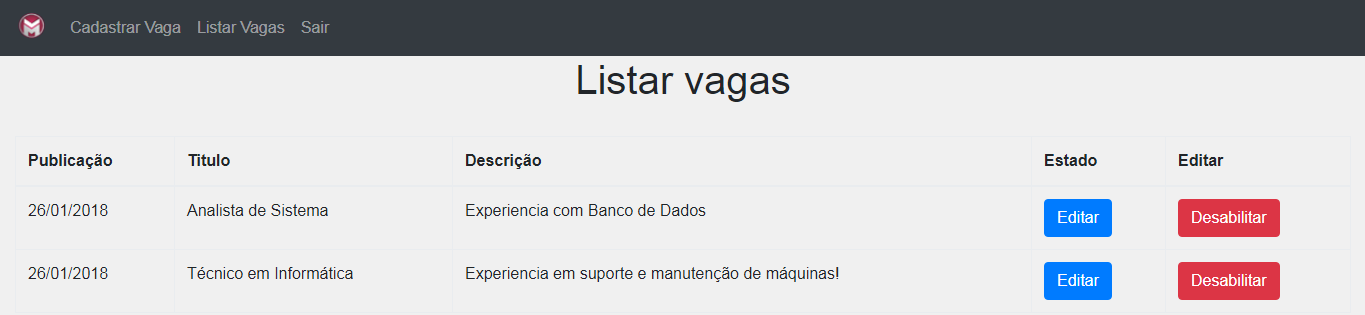 Cadastrar Vaga Listar Vagas Sair
Listar vagas
Publicação Titulo Descrição Estado Editar
26/01/2018 Analista de Sistema Experiencia com Banco de Dados Editar Desabilitar
26/01/2018 Técnico em Informática Experiencia em suporte e manutenção de máquinas! Editar Desabilitar